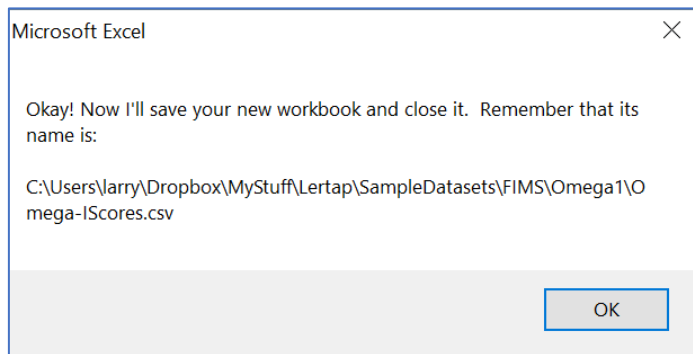 Microsoft Excel
Okay! Now I'll save your new workbook and close it.  Remember that its
name is:
C:\Users\larry\Dropbox\MyStuff\Lertap\SampleDatasets\FIMS\Omega1\O
mega-IScores.csv
OK